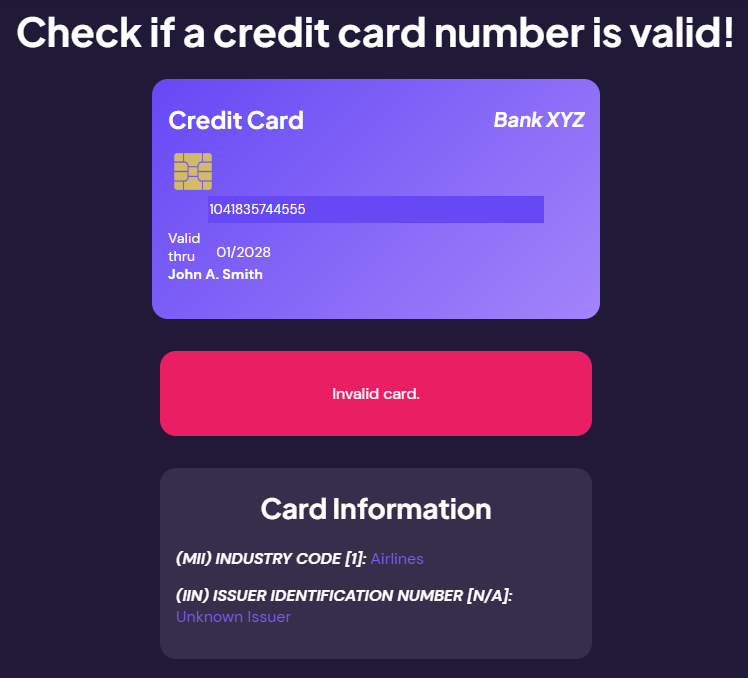 Check if a credit card number is valid!
Credit Card
Bank XYZ
1041835744555
Valid
thru
01/2028
John A. Smith
Invalid card.
Card Information
(MII) INDUSTRY CODE [1]: Airlines
(IIN) ISSUER IDENTIFICATION NUMBER [N/A]:
Unknown Issuer